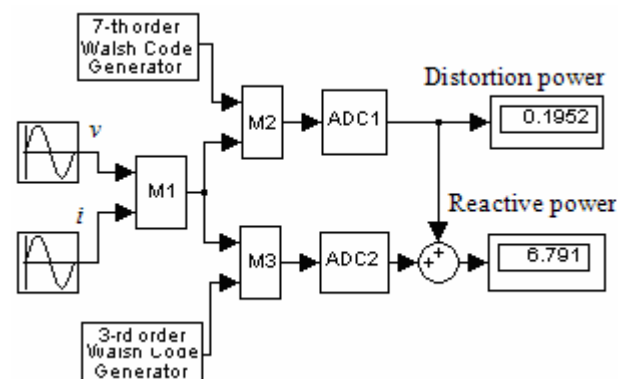 7-th order
Walsh Code
Generator
Distortion power
M2
ADC1
0.1952
v
M1
i
Reactive power
M3
ADC2
++
6.791
3-rd order
Walsh Code
Generator